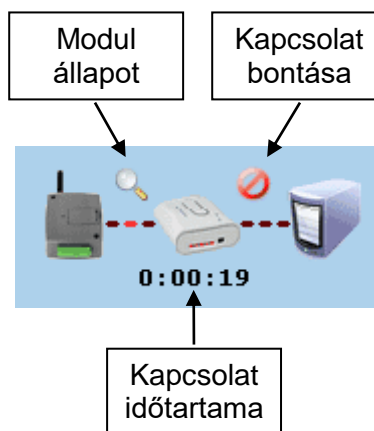 Modul
állapot
Kapcsolat
bontása
0:00:19
Kapcsolat
időtartama